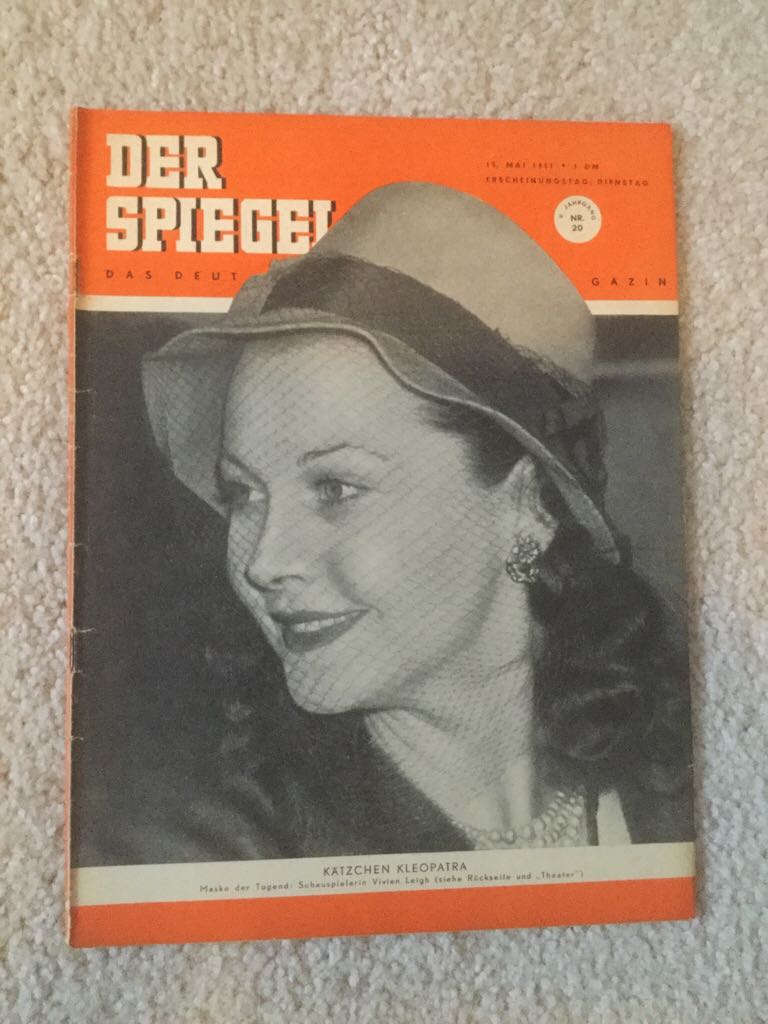 DER
SPIEGEL
15. MAI 1951 • 1 DM
ERSCHEINUNGSTAG: DIENSTAG
V. JAHRGANG
NR.
20
DAS DEUT GAZIN
KÄTZCHEN KLEOPATRA
Maske der Tugend: Schauspielerin Vivien Leigh (siehe Rückseite und „Theater")